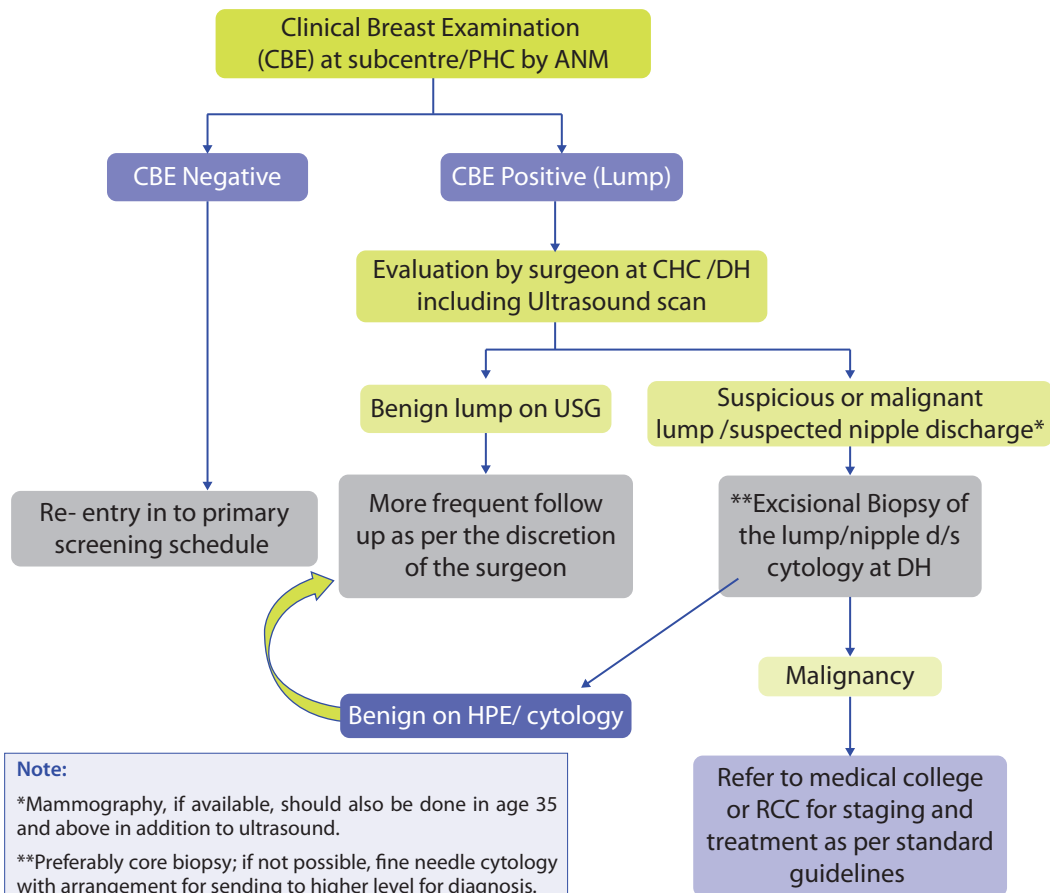 Clinical Breast Examination
(CBE) at subcentre/PHC by ANM
CBE Negative
CBE Positive (Lump)
Evaluation by surgeon at CHC /DH
including Ultrasound scan
Benign lump on USG
Suspicious or malignant
lump /suspected nipple discharge*
Re- entry in to primary
screening schedule
More frequent follow
up as per the discretion
of the surgeon
**Excisional Biopsy of
the lump/nipple d/s
cytology at DH
Malignancy
Benign on HPE/ cytology
Refer to medical college
or RCC for staging and
treatment as per standard
guidelines
Note:
*Mammography, if available, should also be done in age 35
and above in addition to ultrasound.
**Preferably core biopsy; if not possible, fine needle cytology
with arrangement for sending to higher level for diagnosis.